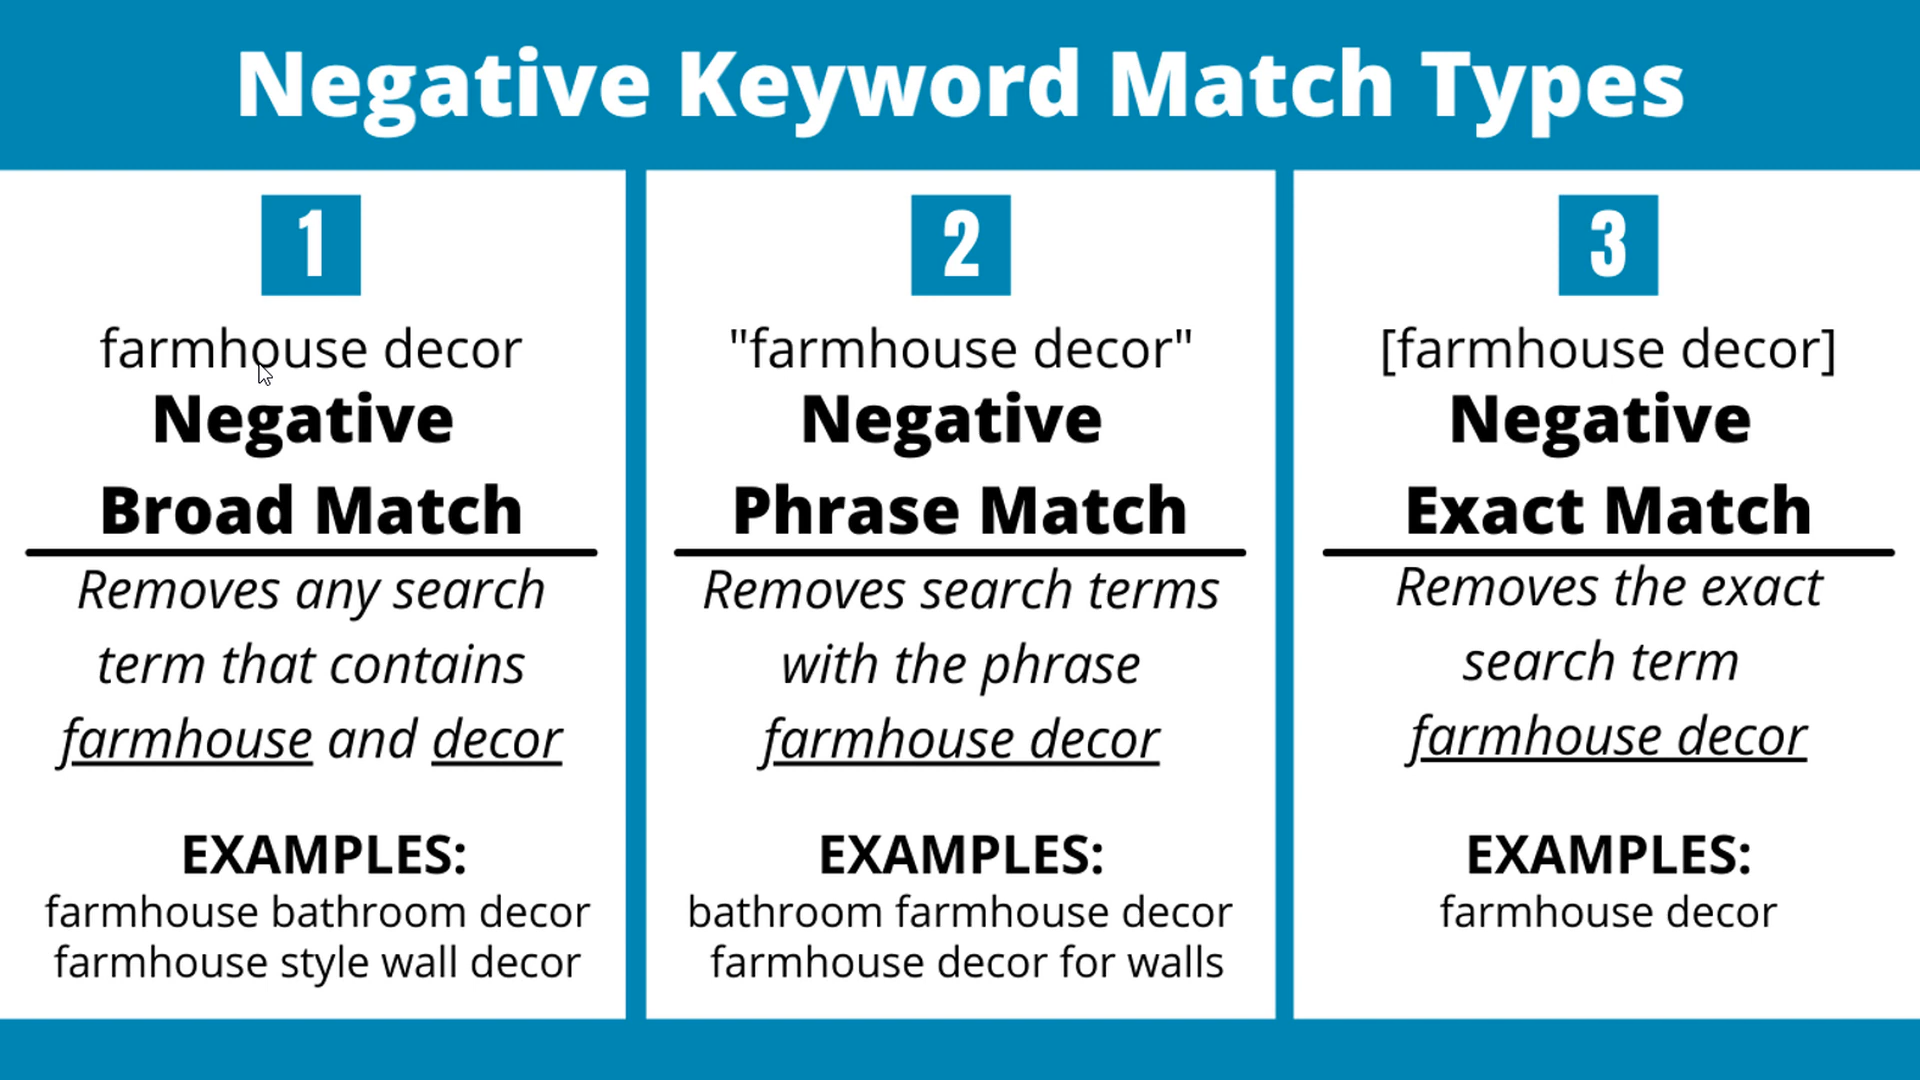 Negative Keyword Match Types
1
farmhouse decor
Negative
Broad Match
Removes any search
term that contains
farmhouse and decor
EXAMPLES:
farmhouse bathroom decor
farmhouse style wall decor
2
"farmhouse decor"
Negative
Phrase Match
Removes search terms
with the phrase
farmhouse decor
EXAMPLES:
bathroom farmhouse decor
farmhouse decor for walls
3
[farmhouse decor]
Negative
Exact Match
Removes the exact
search term
farmhouse decor
EXAMPLES:
farmhouse decor